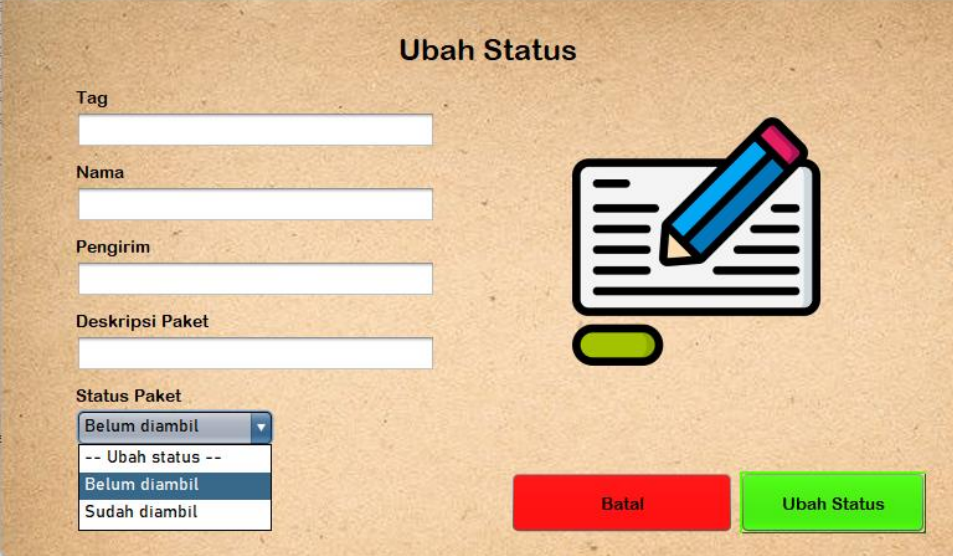 Ubah Status
Tag
Nama
Pengirim
Deskripsi Paket
Status Paket
Belum diambil
-- Ubah status --
Belum diambil
Sudah diambil
Batal
Ubah Status